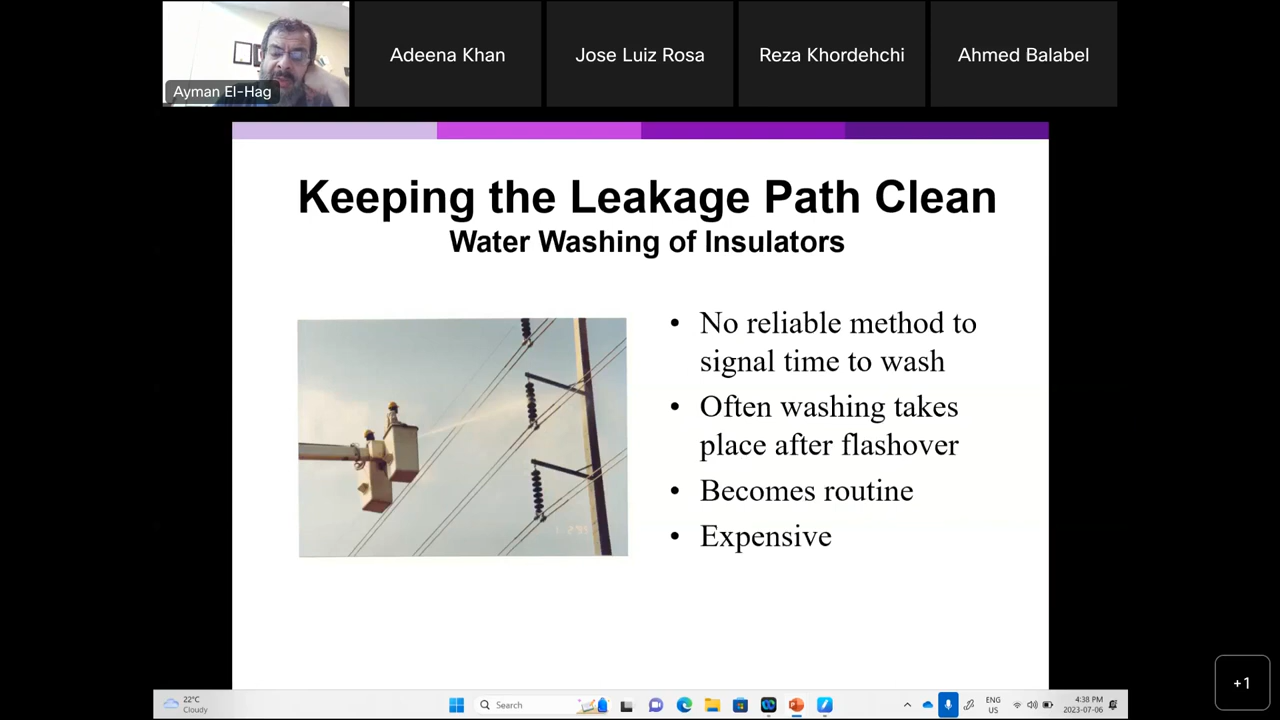 Ayman El-Hag
Adeena Khan
Jose Luiz Rosa
Reza Khordehchi
Ahmed Balabel
Keeping the Leakage Path Clean
Water Washing of Insulators
• No reliable method to
signal time to wash
• Often washing takes
place after flashover
• Becomes routine
• Expensive
+1
22°C
Cloudy
Search
ENG
US
4:38 PM
2023-07-06